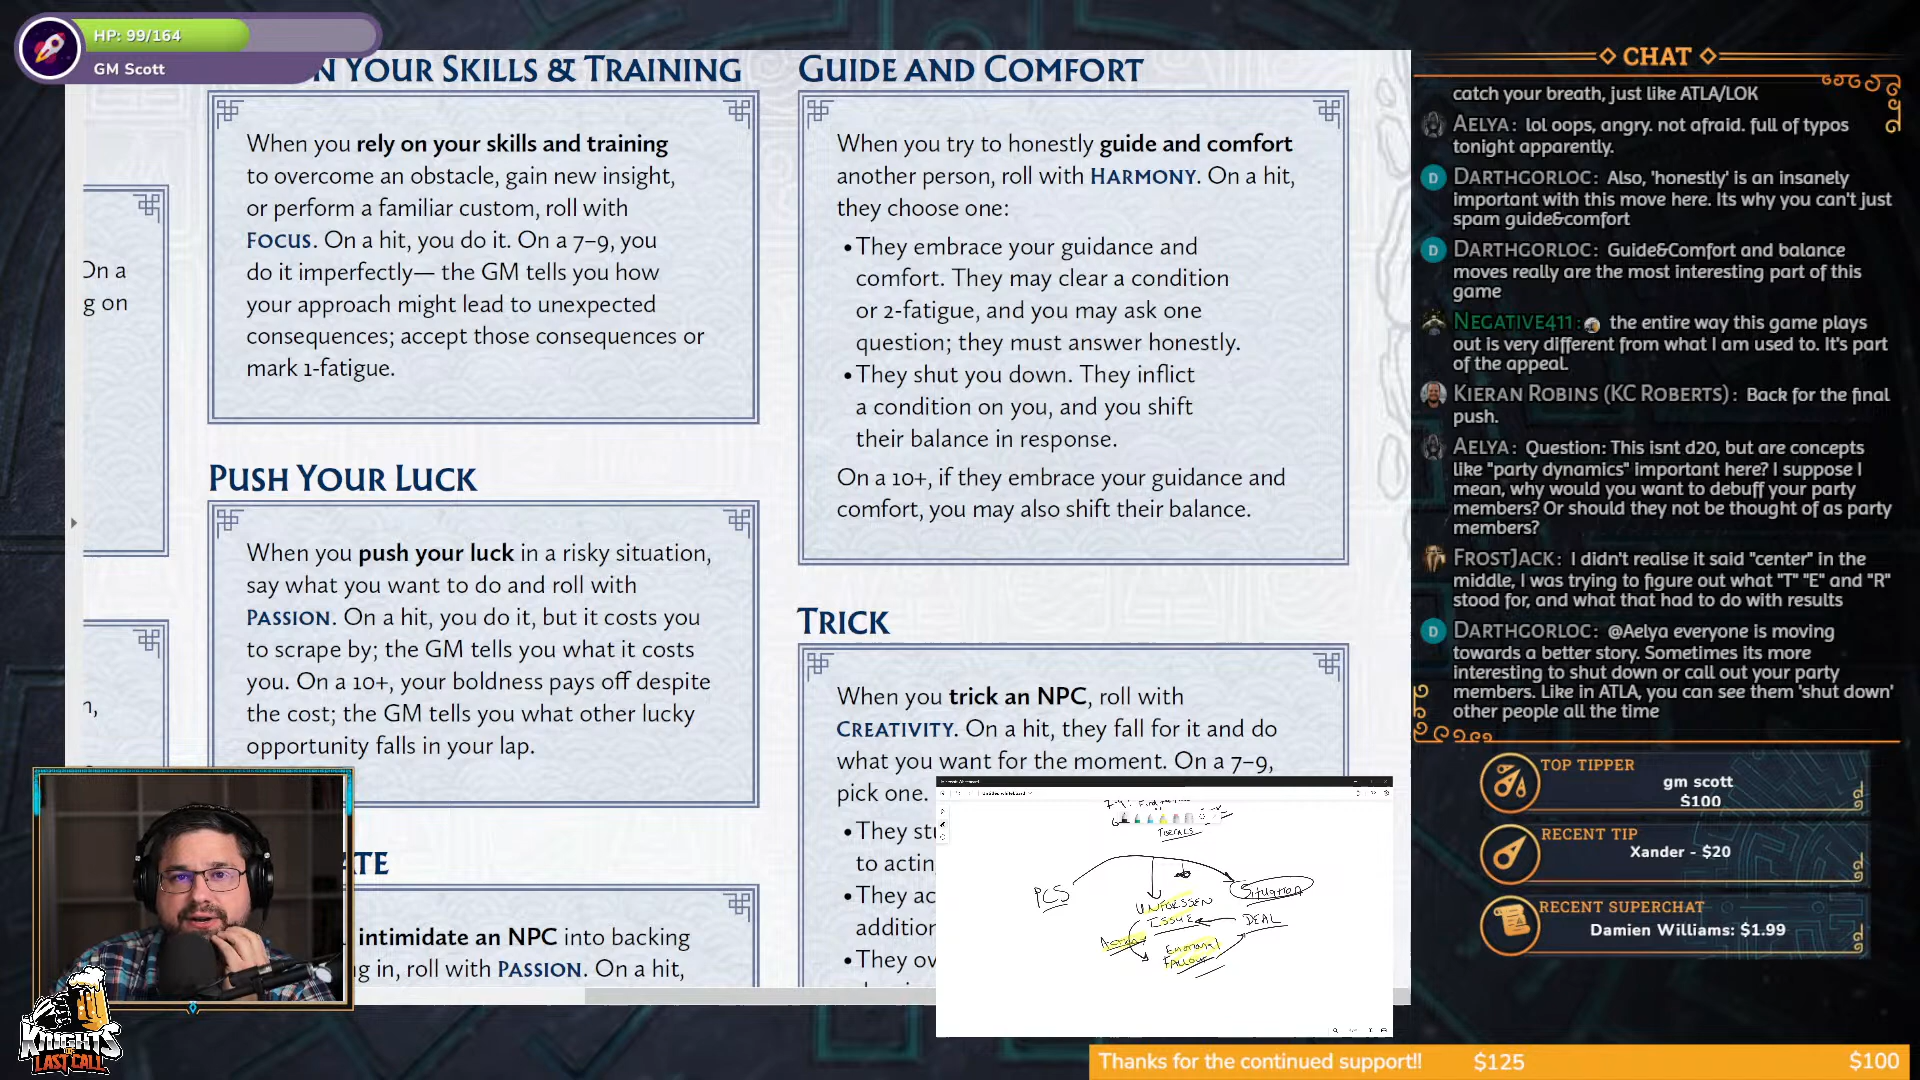 HP: 99/164
GM Scott
N YOUR SKILLS & TRAINING
When you rely on your skills and training
to overcome an obstacle, gain new insight,
or perform a familiar custom, roll with
FOCUS. On a hit, you do it. On a 7–9, you
do it imperfectly— the GM tells you how
your approach might lead to unexpected
consequences; accept those consequences or
mark 1-fatigue.
On a
g on
n,
PUSH YOUR LUCK
When you push your luck in a risky situation,
say what you want to do and roll with
PASSION. On a hit, you do it, but it costs you
to scrape by; the GM tells you what it costs
you. On a 10+, your boldness pays off despite
the cost; the GM tells you what other lucky
opportunity falls in your lap.
ATE
intimidate an NPC into backing
g in, roll with PASSION. On a hit,
GUIDE AND COMFORT
When you try to honestly guide and comfort
another person, roll with HARMONY. On a hit,
they choose one:
•They embrace your guidance and
comfort. They may clear a condition
or 2-fatigue, and you may ask one
question; they must answer honestly.
•They shut you down. They inflict
a condition on you, and you shift
their balance in response.
On a 10+, if they embrace your guidance and
comfort, you may also shift their balance.
TRICK
When you trick an NPC, roll with
CREATIVITY. On a hit, they fall for it and do
what you want for the moment. On a 7–9,
pick one.
•They stu
to actin
•They ac
addition
•They ov
PCS
SITUATION
UNFORSSEN
ISSUE
DEAL
EMOTIONAL
FALLOUT
CHAT
catch your breath, just like ATLA/LOK
AELYA: lol oops, angry. not afraid. full of typos
tonight apparently.
DARTHGORLOC: Also, 'honestly' is an insanely
important with this move here. Its why you can't just
spam guide&comfort
DARTHGORLOC: Guide&Comfort and balance
moves really are the most interesting part of this
game
NEGATIVE411: the entire way this game plays
out is very different from what I am used to. It's part
of the appeal.
KIERAN ROBINS (KC ROBERTS): Back for the final
push.
AELYA: Question: This isnt d20, but are concepts
like "party dynamics" important here? I suppose I
mean, why would you want to debuff your party
members? Or should they not be thought of as party
members?
FROSTJACK: I didn't realise it said "center" in the
middle, I was trying to figure out what "T" "E" and "R"
stood for, and what that had to do with results
DARTHGORLOC: @Aelya everyone is moving
towards a better story. Sometimes its more
interesting to shut down or call out your party
members. Like in ATLA, you can see them 'shut down'
other people all the time
TOP TIPPER
gm scott
$100
RECENT TIP
Xander - $20
RECENT SUPERCHAT
Damien Williams: $1.99
KNIGHTS
OF
LAST CALL
Thanks for the continued support!! $125 $100